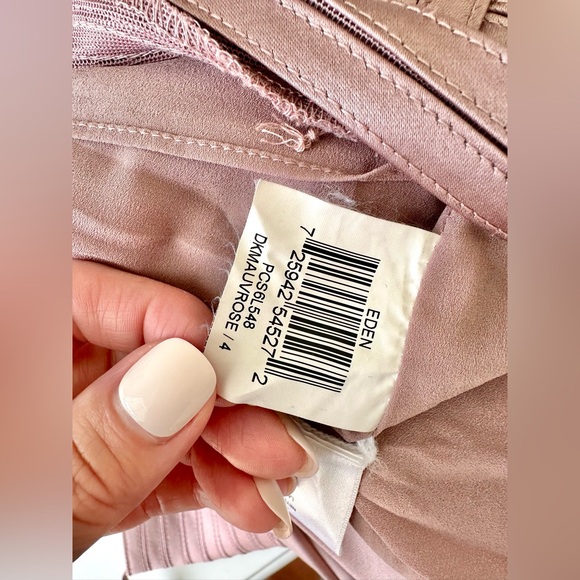 EDEN
7 25942 54527 2
PCS6L548
DKMAUVROSE / 4